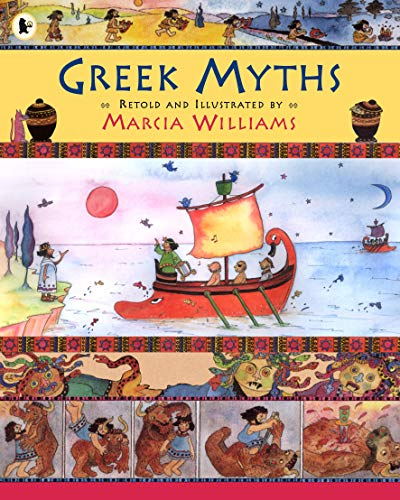 GREEK MYTHS
RETOLD AND ILLUSTRATED BY
MARCIA WILLIAMS